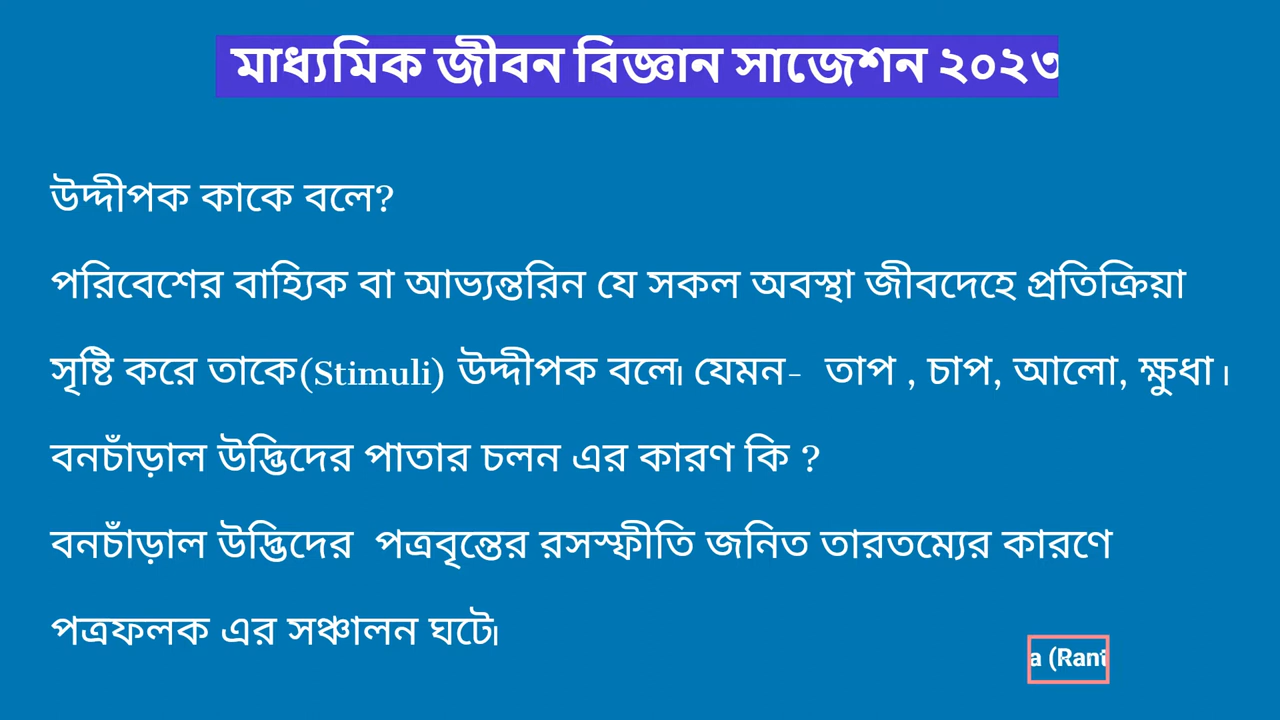 মাধ্যমিক জীবন বিজ্ঞান সাজেশন ২০২৩
উদ্দীপক কাকে বলে?
পরিবেশের বাহ্যিক বা আভ্যন্তরিন যে সকল অবস্থা জীবদেহে প্রতিক্রিয়া
সৃষ্টি করে তাকে(Stimuli) উদ্দীপক বলে। যেমন- তাপ , চাপ, আলো, ক্ষুধা।
বনচাঁড়াল উদ্ভিদের পাতার চলন এর কারণ কি ?
বনচাঁড়াল উদ্ভিদের পত্রবৃন্তের রসস্ফীতি জনিত তারতম্যের কারণে
পত্রফলক এর সঞ্চালন ঘটে।
a (Rant